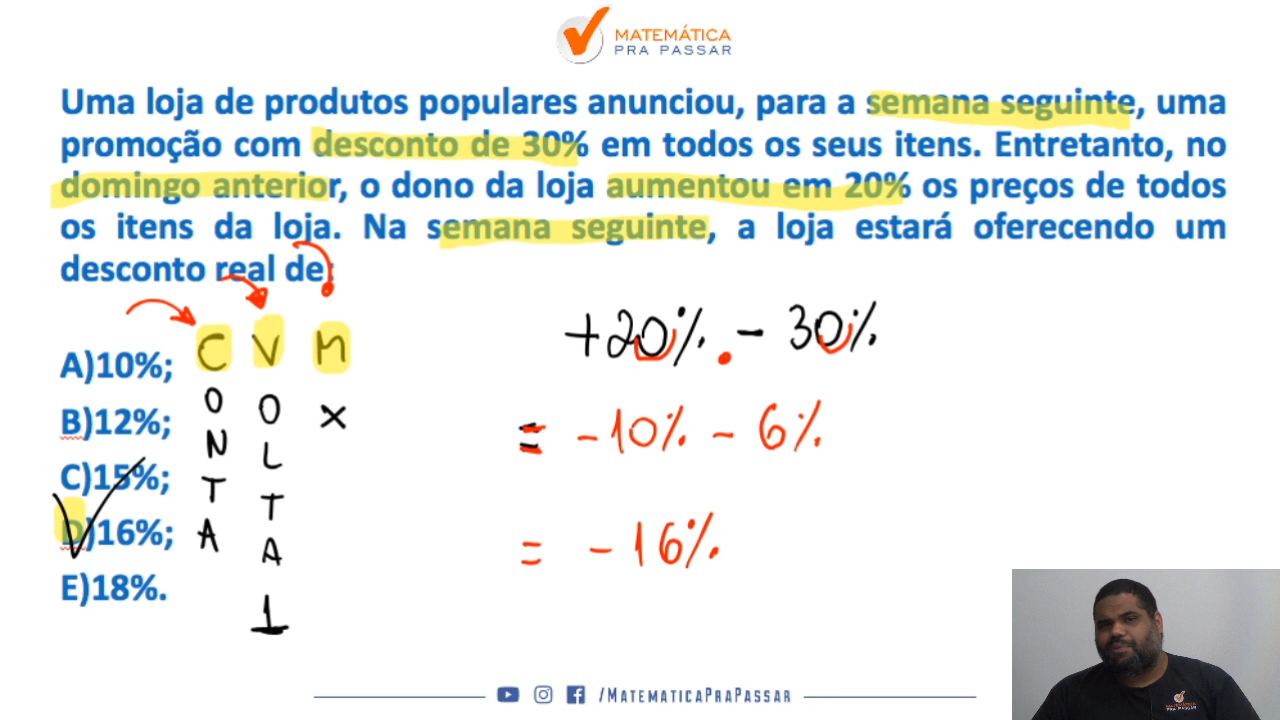 MATEMÁTICA
PRA PASSAR
Uma loja de produtos populares anunciou, para a semana seguinte, uma
promoção com desconto de 30% em todos os seus itens. Entretanto, no
domingo anterior, o dono da loja aumentou em 20% os preços de todos
os itens da loja. Na semana seguinte, a loja estará oferecendo um
desconto real de:
A)10%;
B)12%;
C)15%;
D)16%;
E)18%.
C V M
O O X
N L
T T
A A
1
+20% - 30%
= -10% - 6%
= -16%
/MATEMATICAPRAPASSAR
MATEMÁTICA
PRA PASSAR